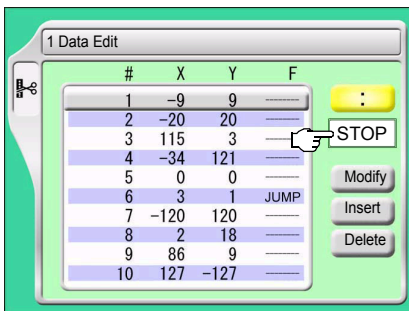 1 Data Edit
# X Y F
1 −9 9 --------
2 −20 20 --------
3 115 3 --------
4 −34 121 --------
5 0 0 --------
6 3 1 JUMP
7 −120 120 --------
8 2 18 --------
9 86 9 --------
10 127 −127 --------
:
STOP
Modify
Insert
Delete